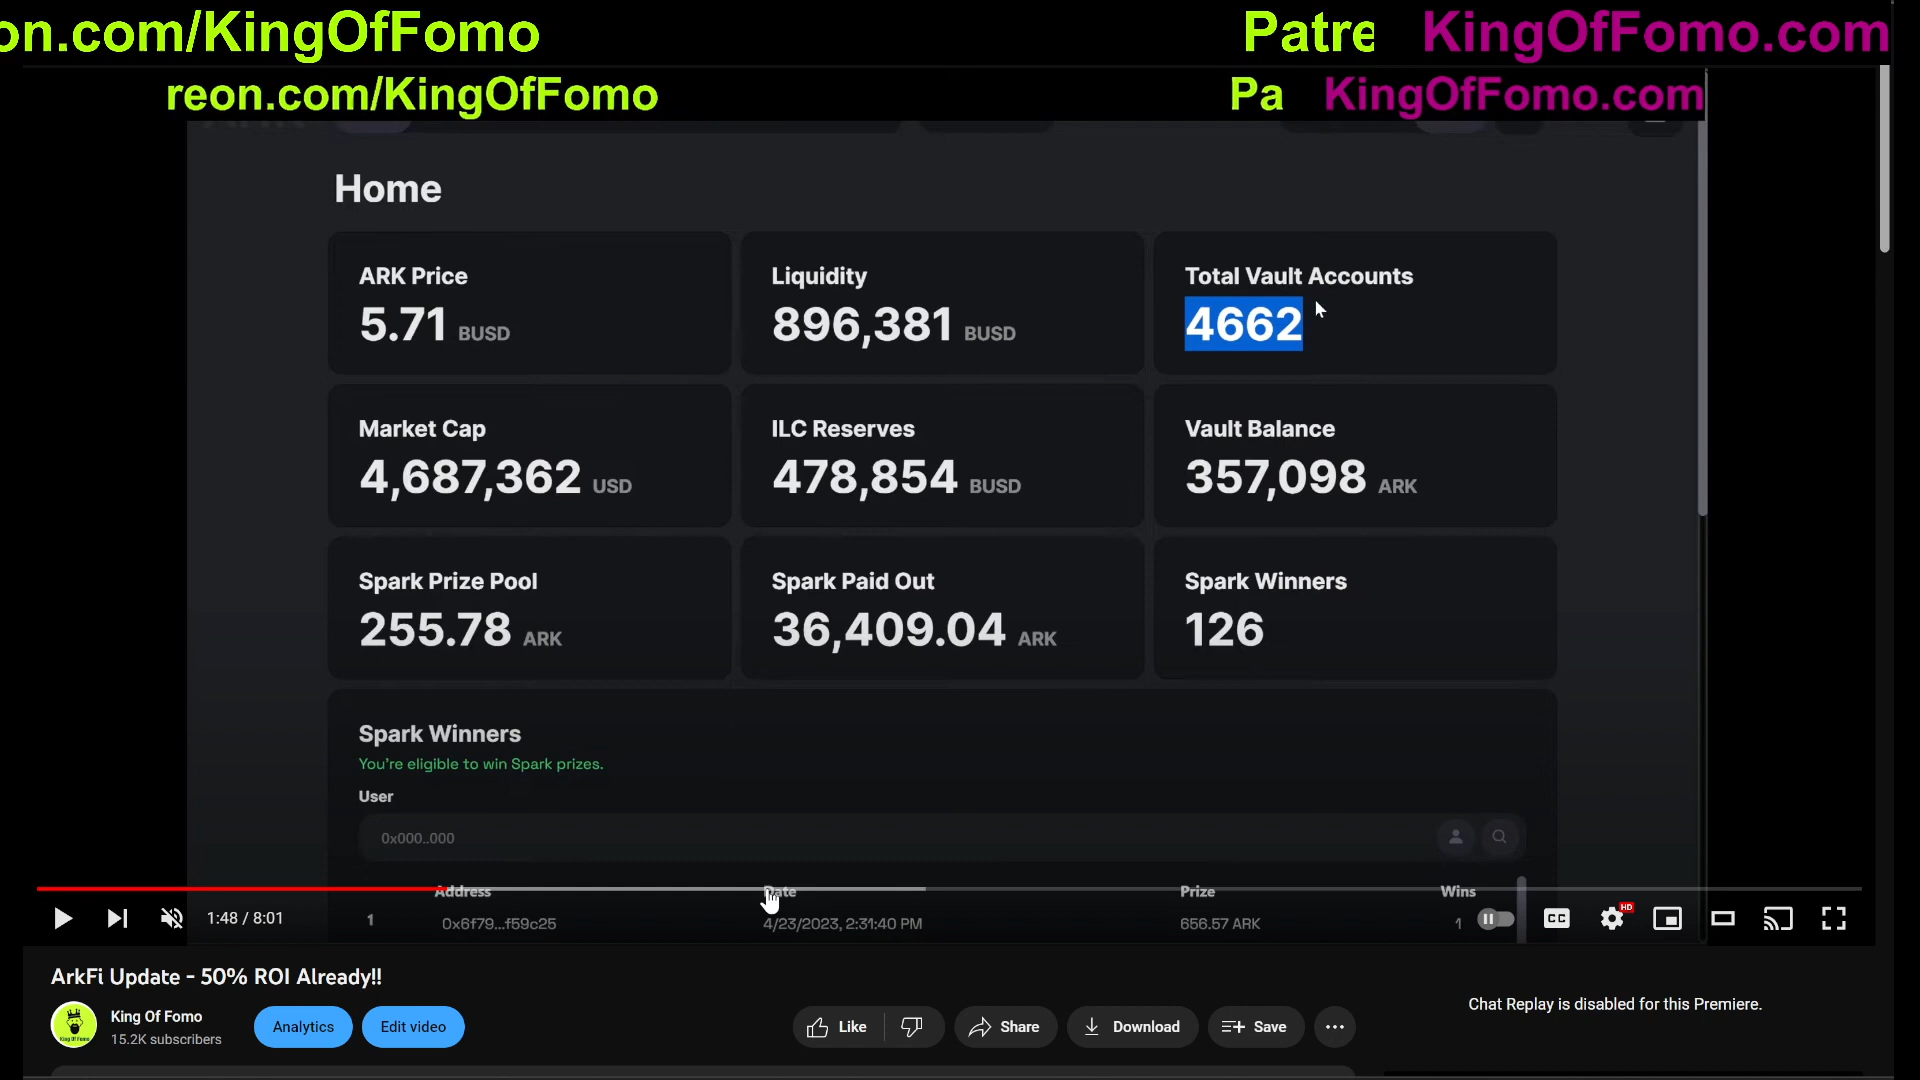 on.com/KingOfFomo Patre KingOfFomo.com
reon.com/KingOfFomo Pa KingOfFomo.com
Home
ARK Price Liquidity Total Vault Accounts
5.71 BUSD 896,381 BUSD 4662
Market Cap ILC Reserves Vault Balance
4,687,362 USD 478,854 BUSD 357,098 ARK
Spark Prize Pool Spark Paid Out Spark Winners
255.78 ARK 36,409.04 ARK 126
Spark Winners
You're eligible to win Spark prizes.
User
0x000..000
Address Date Prize Wins
1 0x6f79...f59c25 4/23/2023, 2:31:40 PM 656.57 ARK 1
1:48 / 8:01 CC HD
ArkFi Update - 50% ROI Already!!
King Of Fomo
15.2K subscribers
Analytics Edit video Like Share Download Save
Chat Replay is disabled for this Premiere.